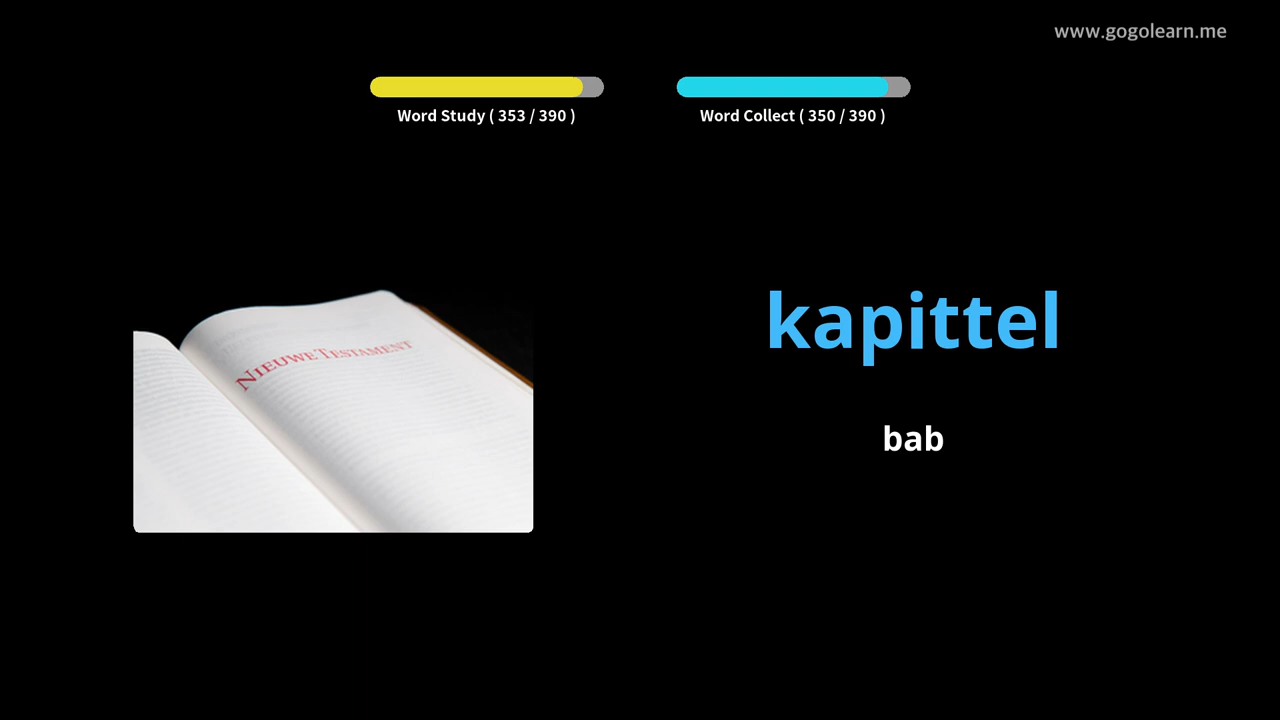 www.gogolearn.me
Word Study ( 353 / 390 )
Word Collect ( 350 / 390 )
NIEUWE TESTAMENT
kapittel
bab